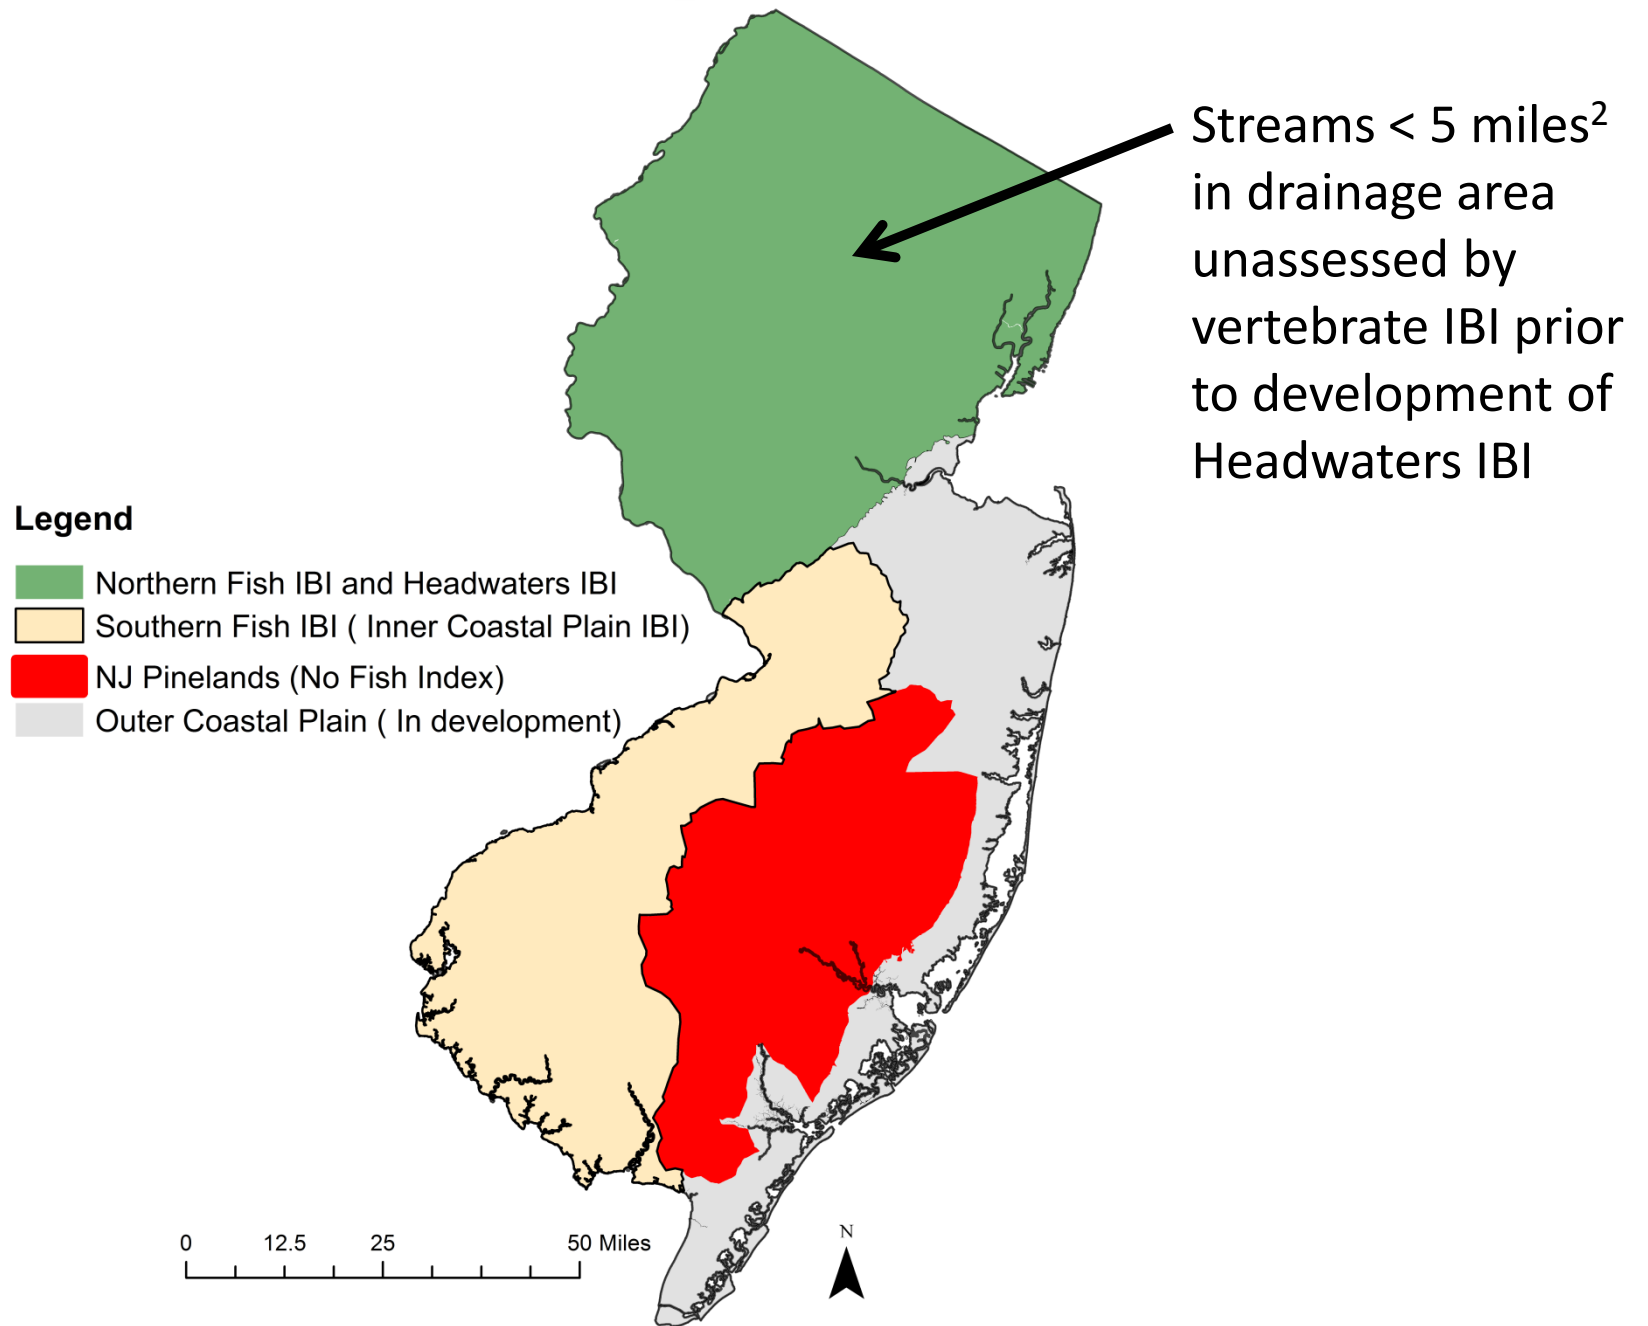 Streams < 5 miles²
in drainage area
unassessed by
vertebrate IBI prior
to development of
Headwaters IBI
Legend
Northern Fish IBI and Headwaters IBI
Southern Fish IBI ( Inner Coastal Plain IBI)
NJ Pinelands (No Fish Index)
Outer Coastal Plain ( In development)
0 12.5 25 50 Miles
N